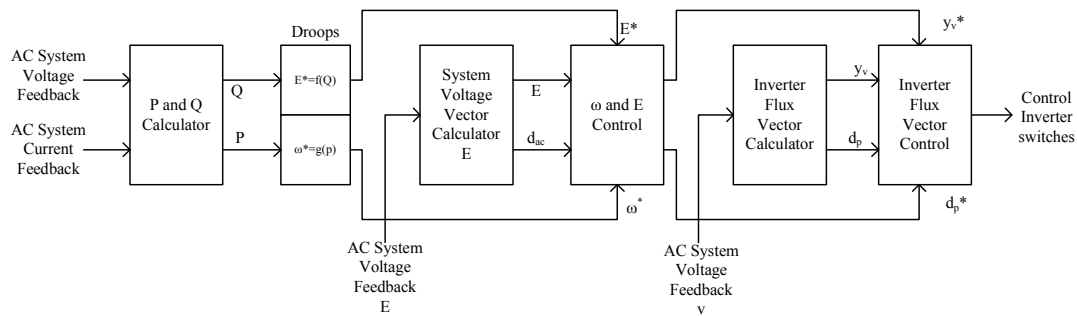 AC System
Voltage
Feedback
AC System
Current
Feedback
P and Q
Calculator
Q
P
Droops
E*=f(Q)
ω*=g(p)
System
Voltage
Vector
Calculator
E
AC System
Voltage
Feedback
E
E
d_ac
E*
ω and E
Control
ω*
Inverter
Flux
Vector
Calculator
AC System
Voltage
Feedback
v
y_v
d_p
y_v*
Inverter
Flux
Vector
Control
d_p*
Control
Inverter
switches